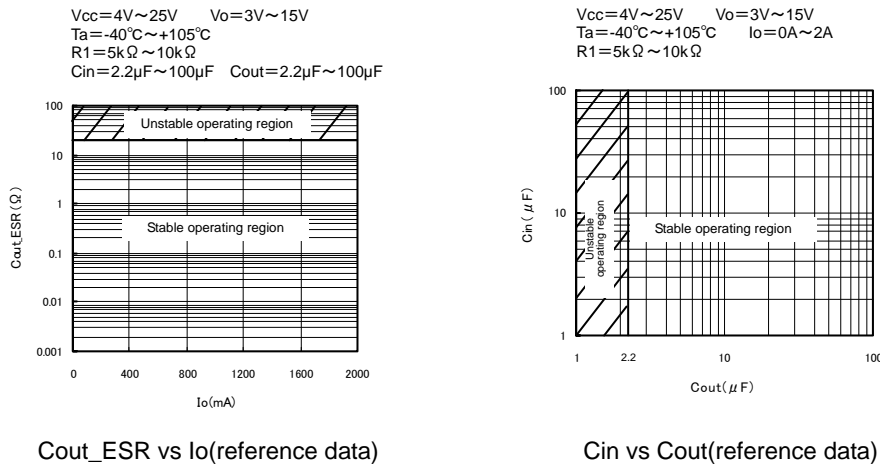 Vcc=4V~25V Vo=3V~15V
Ta=-40°C~+105°C
R1=5kΩ~10kΩ
Cin=2.2µF~100µF Cout=2.2µF~100µF
100
10
1
0.1
0.01
0.001
Cout_ESR(Ω)
Unstable operating region
Stable operating region
0 400 800 1200 1600 2000
Io(mA)
Cout_ESR vs Io(reference data)
Vcc=4V~25V Vo=3V~15V
Ta=-40°C~+105°C Io=0A~2A
R1=5kΩ~10kΩ
100
10
1
Cin(μF)
Unstable
operating region
Stable operating region
1 2.2 10 100
Cout(μF)
Cin vs Cout(reference data)